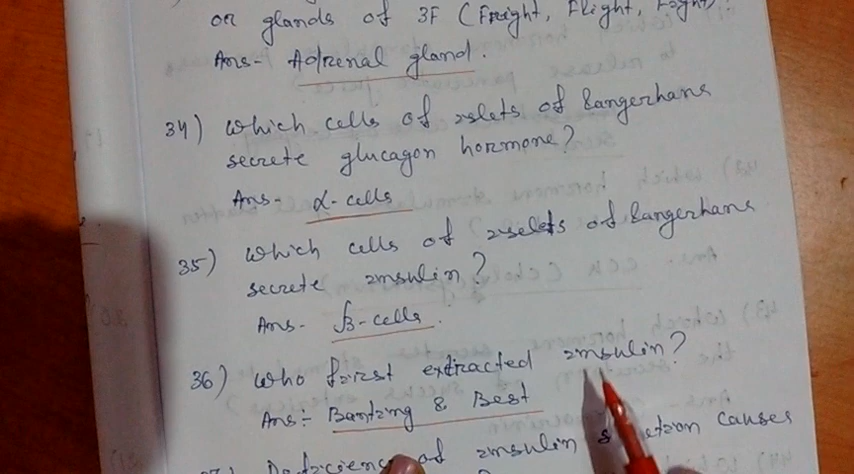 or glands of 3F (Fright, Flight, Fight)?
Ans- Adrenal gland.
34) Which cells of islets of Langerhans
secrete glucagon hormone?
Ans- α-cells
35) Which cells of islets of Langerhans
secrete insulin?
Ans- β-cells.
36) Who first extracted insulin?
Ans:- Banting & Best
of insulin causes